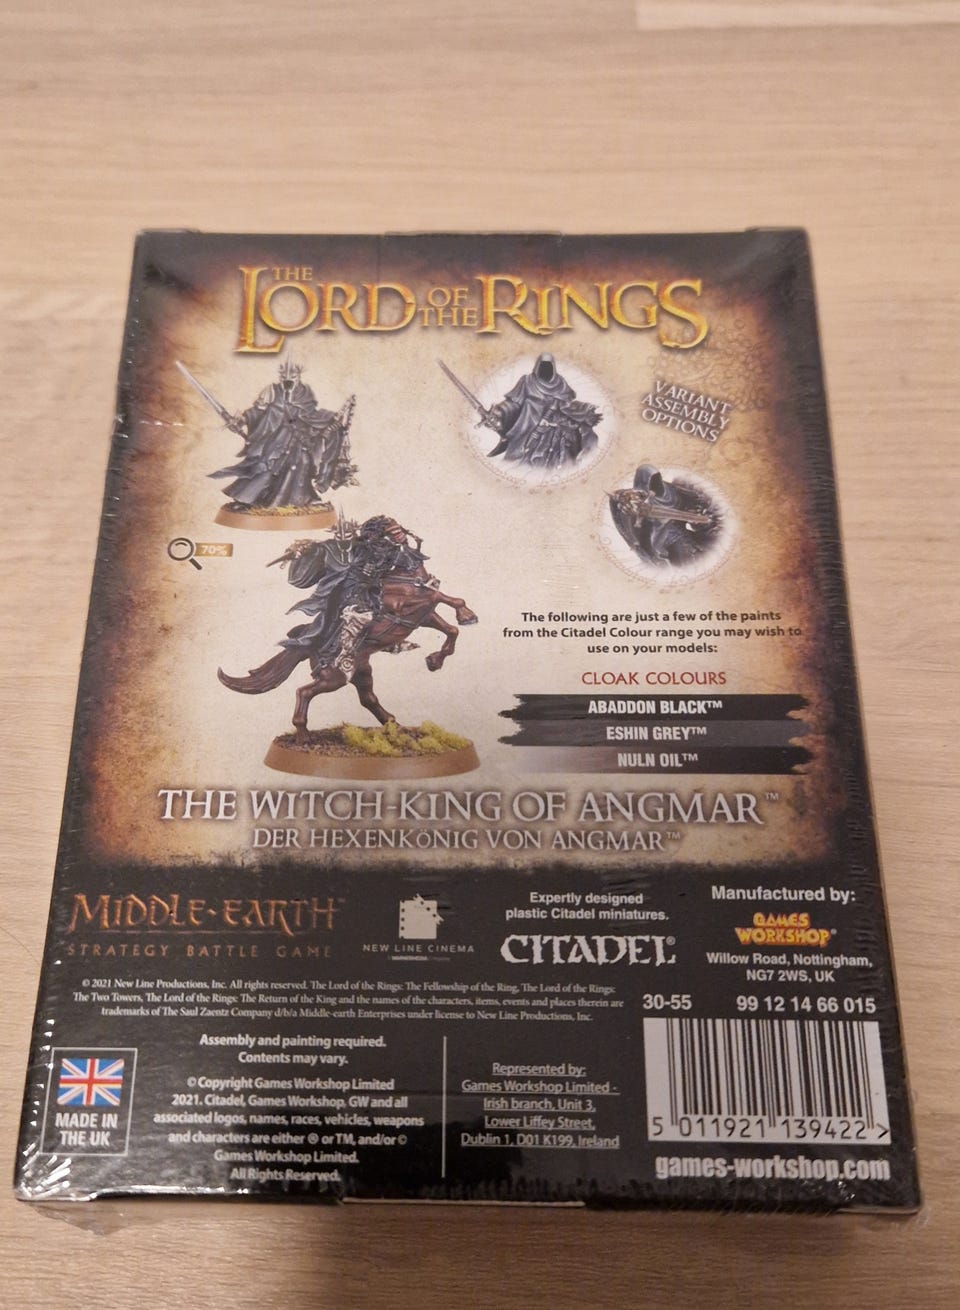 THE LORD OF THE RINGS
VARIANT
ASSEMBLY
OPTIONS
70%
The following are just a few of the paints
from the Citadel Colour range you may wish to
use on your models:
CLOAK COLOURS
ABADDON BLACK™
ESHIN GREY™
NULN OIL™
THE WITCH-KING OF ANGMAR™
DER HEXENKÖNIG VON ANGMAR™
MIDDLE-EARTH™
STRATEGY BATTLE GAME
NEW LINE CINEMA
Expertly designed
plastic Citadel miniatures.
CITADEL®
Manufactured by:
GAMES
WORKSHOP®
Willow Road, Nottingham,
NG7 2WS, UK
© 2021 New Line Productions, Inc. All rights reserved. The Lord of the Rings: The Fellowship of the Ring, The Lord of the Rings:
The Two Towers, The Lord of the Rings: The Return of the King and the names of the characters, items, events and places therein are
trademarks of The Saul Zaentz Company d/b/a Middle-earth Enterprises under license to New Line Productions, Inc.
30-55 99 12 14 66 015
MADE IN
THE UK
Assembly and painting required.
Contents may vary.
© Copyright Games Workshop Limited
2021. Citadel, Games Workshop, GW and all
associated logos, names, races, vehicles, weapons
and characters are either ® or TM, and/or ©
Games Workshop Limited.
All Rights Reserved.
Represented by:
Games Workshop Limited -
Irish branch, Unit 3,
Lower Liffey Street,
Dublin 1, D01 K199, Ireland
5 011921 139422 >
games-workshop.com